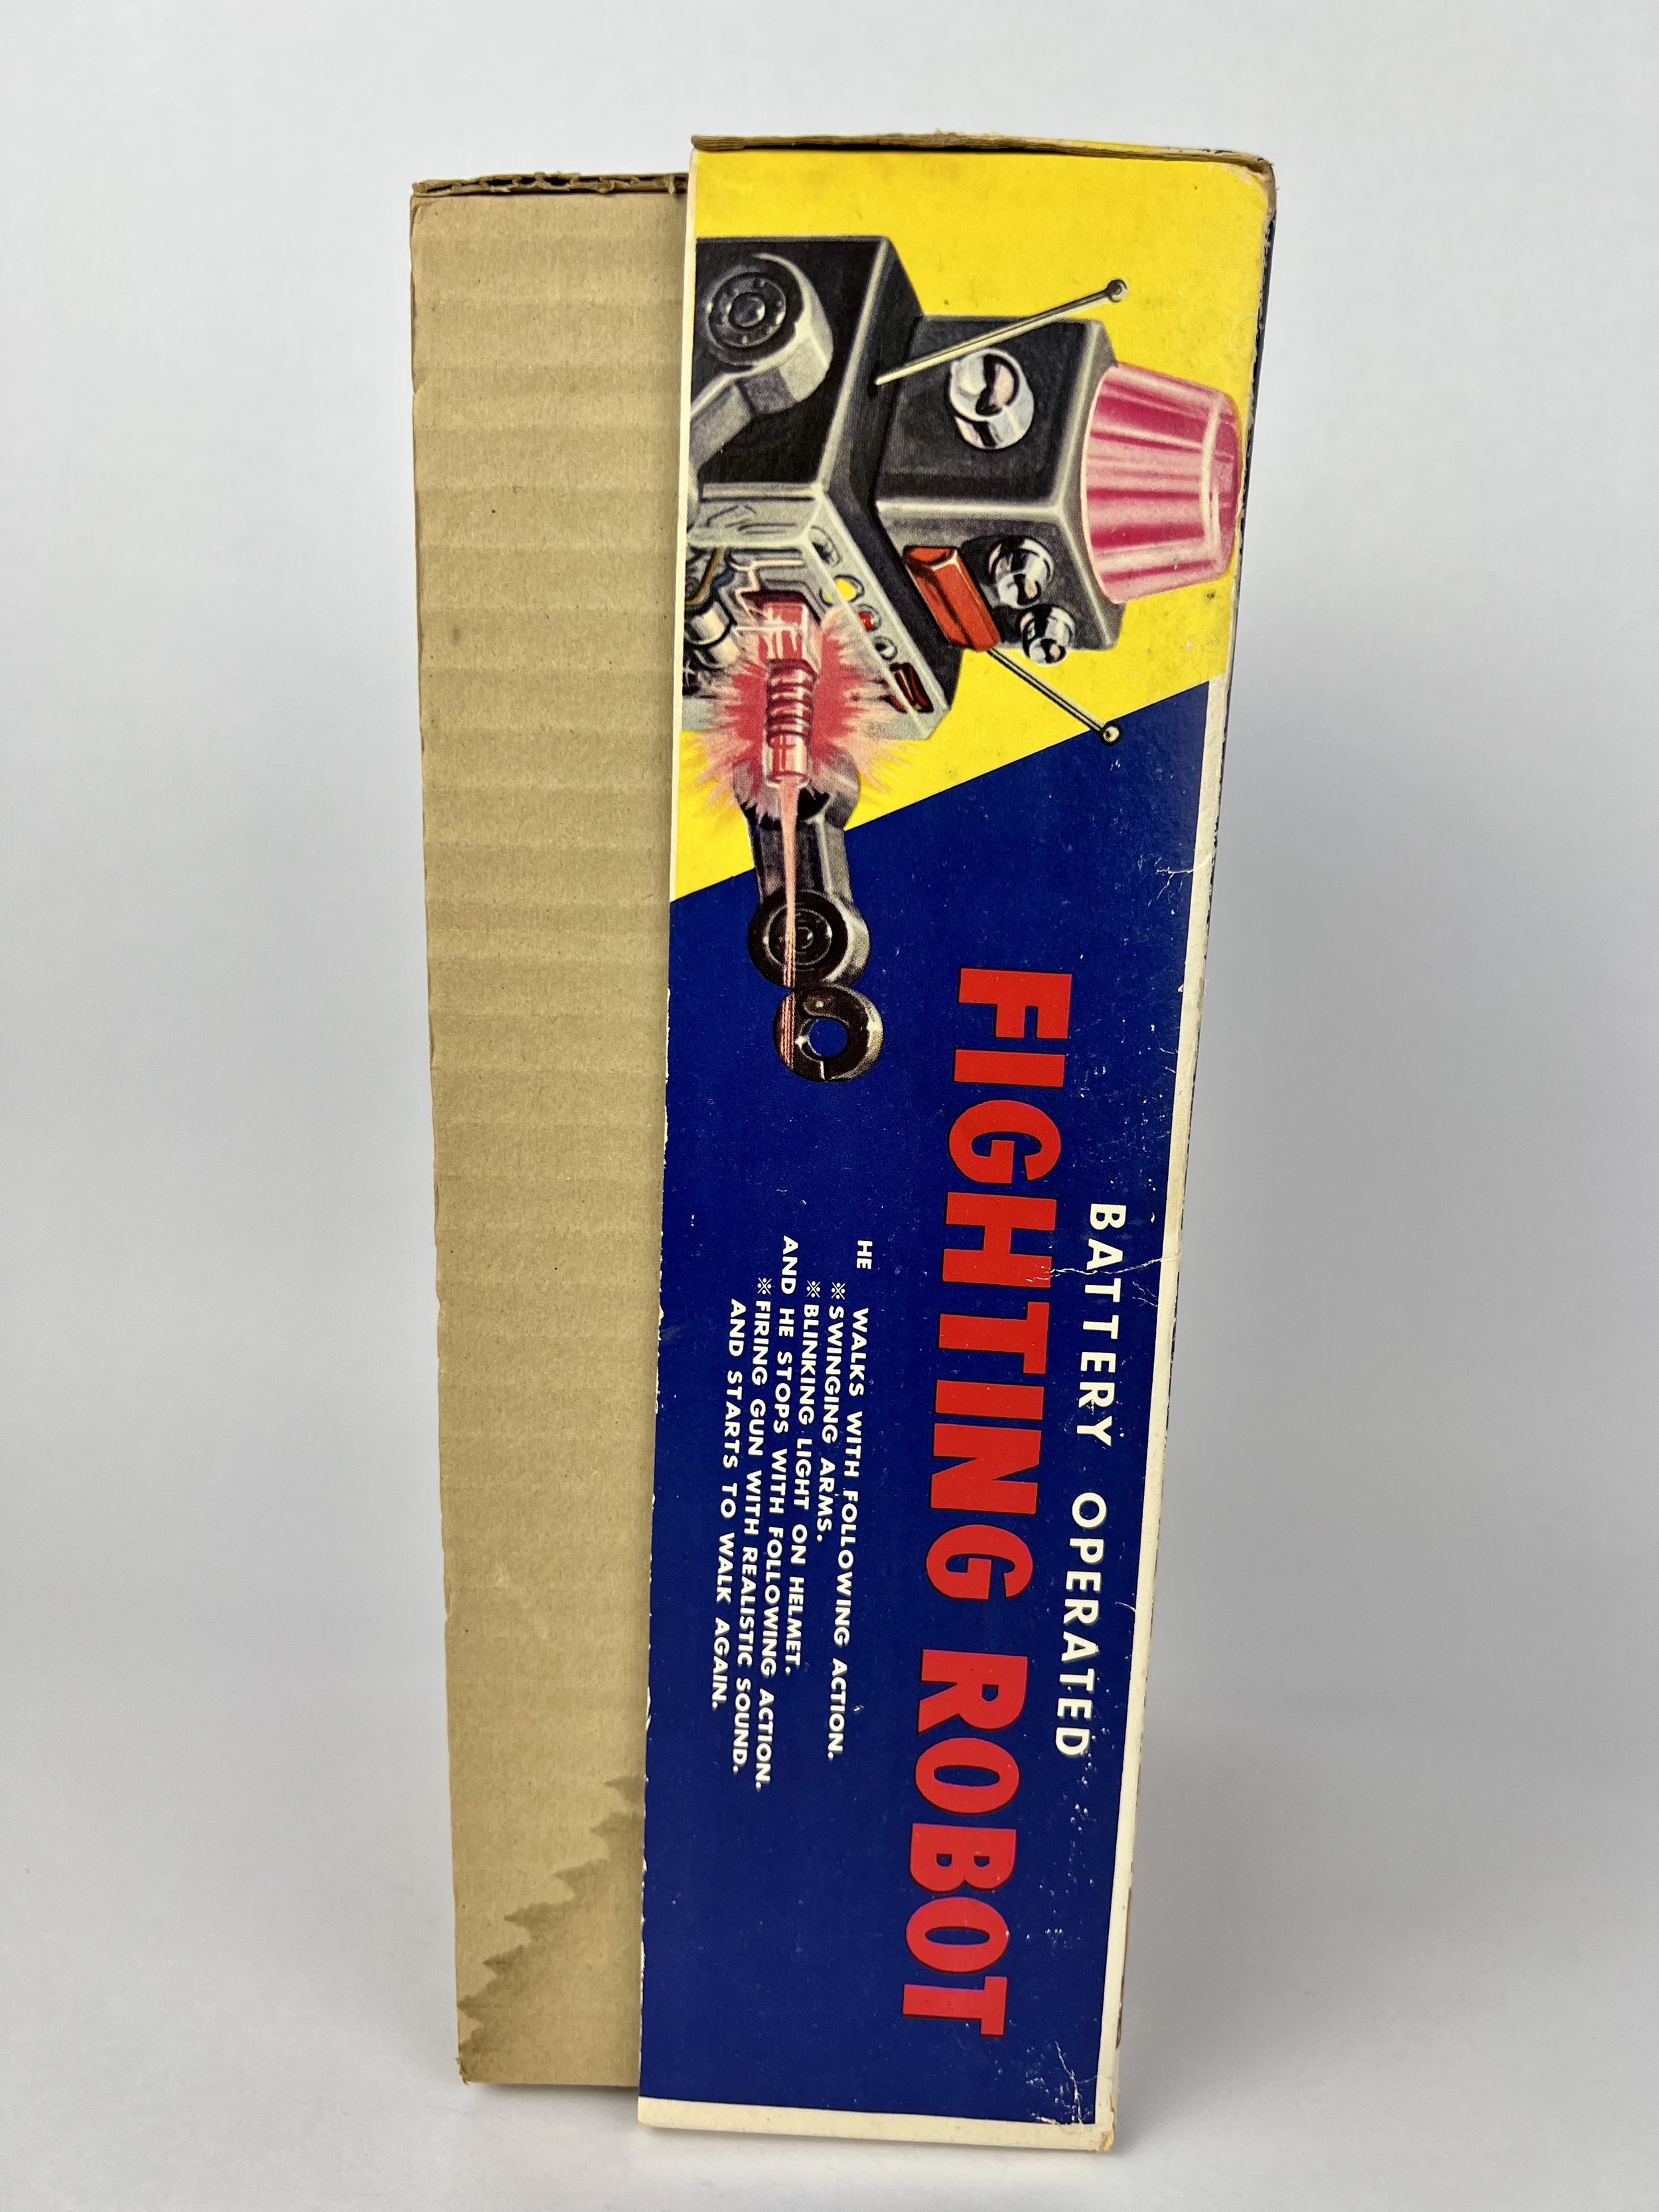 BATTERY OPERATED
FIGHTING ROBOT
HE WALKS WITH FOLLOWING ACTION.
※SWINGING ARMS.
※BLINKING LIGHT ON HELMET.
AND HE STOPS WITH FOLLOWING ACTION.
※FIRING GUN WITH REALISTIC SOUND.
AND STARTS TO WALK AGAIN.